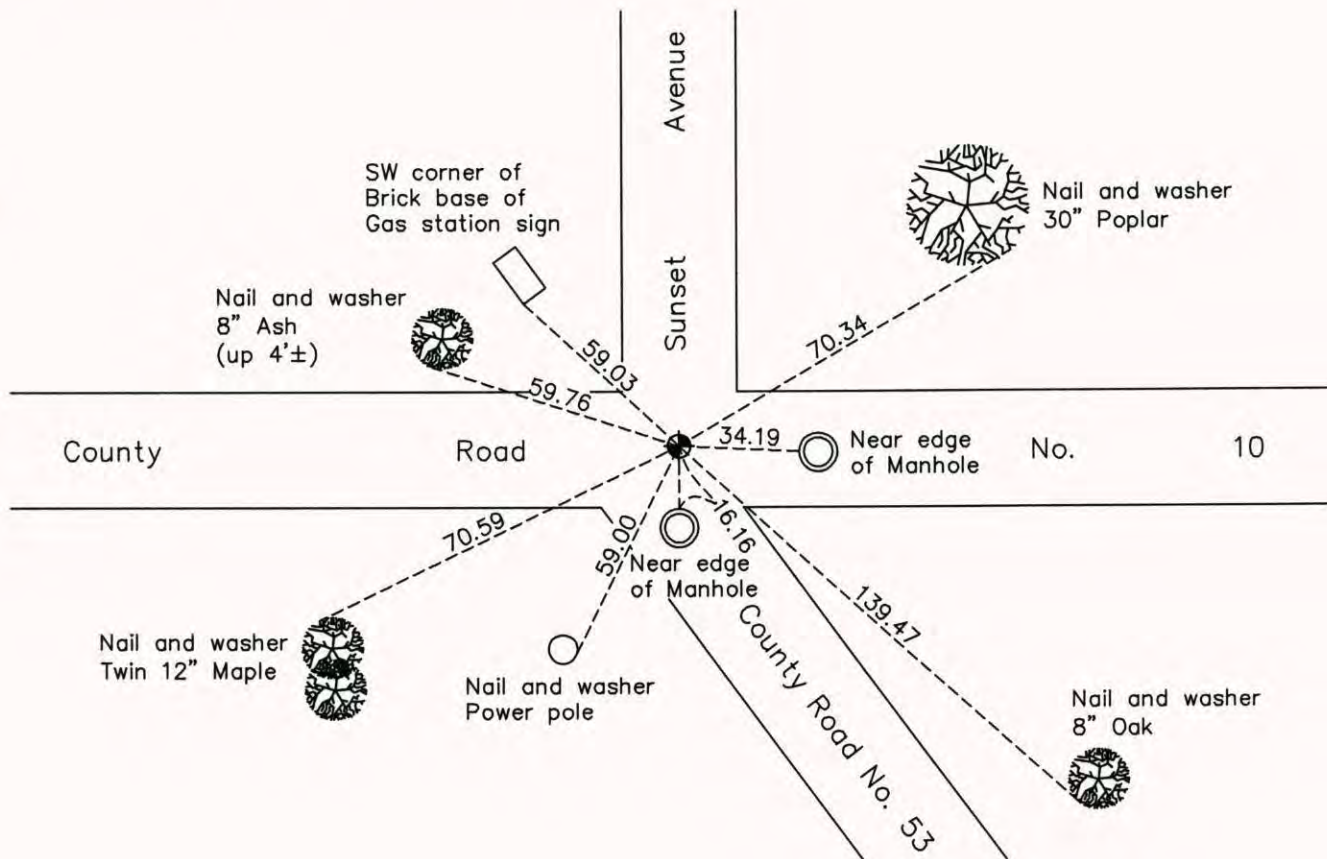 Sunset Avenue
SW corner of
Brick base of
Gas station sign
Nail and washer
30” Poplar
Nail and washer
8” Ash
(up 4'±)
59.03
70.34
59.76
34.19
County Road No. 10
Near edge
of Manhole
70.59
59.00
16.16
Near edge
of Manhole
139.47
Nail and washer
Twin 12” Maple
Nail and washer
Power pole
County Road No. 53
Nail and washer
8” Oak